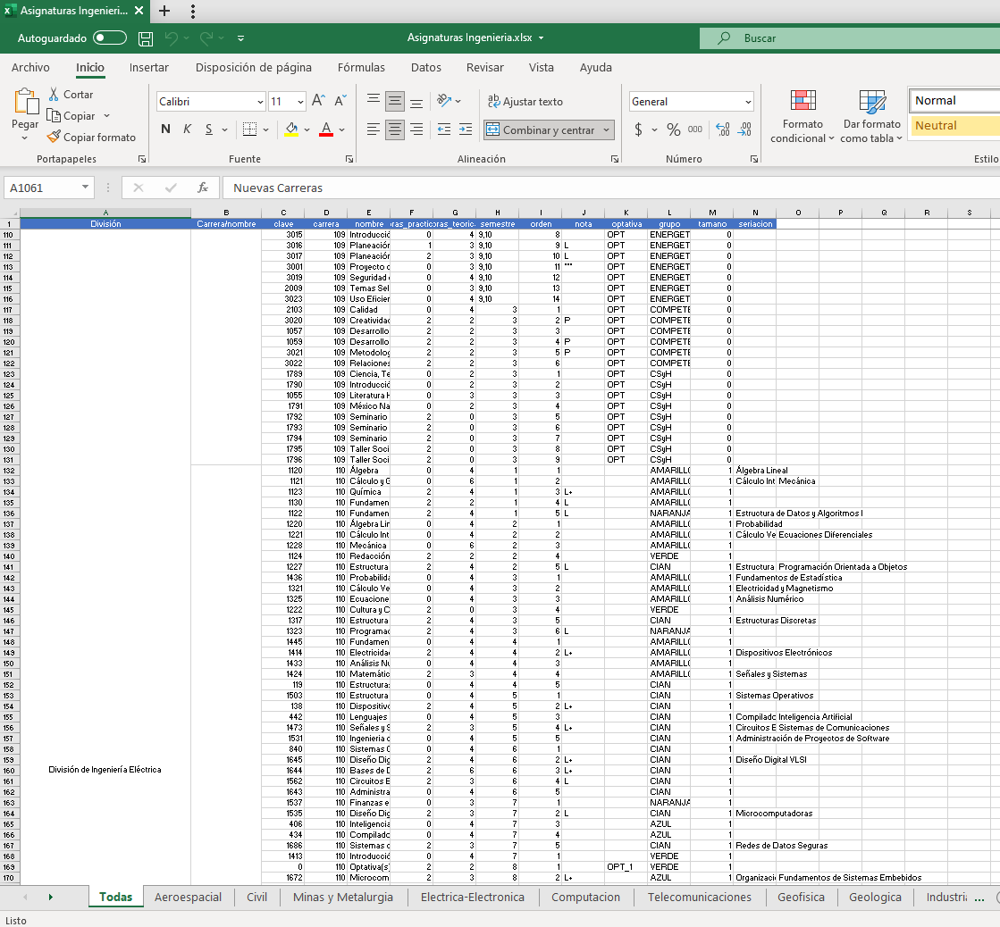 Asignaturas Ingenieri...
Autoguardado
Asignaturas Ingenieria.xlsx
Buscar
Archivo Inicio Insertar Disposición de página Fórmulas Datos Revisar Vista Ayuda
Pegar
Cortar
Copiar
Copiar formato
Portapapeles
Calibri 11 A A
N K S A
Fuente
ab Ajustar texto
Combinar y centrar
Alineación
General
$ % 000
Número
Formato condicional
Dar formato como tabla
Normal
Neutral
Estilo
A1061 fx Nuevas Carreras
A B C D E F G H I J K L M N O P Q R S
1 División Carrera/nombre clave carrera nombre oras_practic oras_teoric semestre orden nota optativa grupo tamano seriacion
110 3015 109 Introducció 0 4 9,10 8 OPT ENERGET 0
111 3016 109 Planeación 1 3 9,10 9 L OPT ENERGET 0
112 3017 109 Planeación 2 3 9,10 10 L OPT ENERGET 0
113 3001 109 Proyecto d 0 3 9,10 11 *** OPT ENERGET 0
114 3019 109 Seguridad 0 4 9,10 12 OPT ENERGET 0
115 2009 109 Temas Sel 0 3 9,10 13 OPT ENERGET 0
116 3023 109 Uso Eficier 0 4 9,10 14 OPT ENERGET 0
117 2103 109 Calidad 0 4 3 1 OPT COMPETE 0
118 3020 109 Creatividad 2 2 3 2 P OPT COMPETE 0
119 1057 109 Desarrollo 2 2 3 3 OPT COMPETE 0
120 1059 109 Desarrollo 2 2 3 4 P OPT COMPETE 0
121 3021 109 Metodolog 2 2 3 5 P OPT COMPETE 0
122 3022 109 Relaciones 2 2 3 6 OPT COMPETE 0
123 1789 109 Ciencia, Te 2 2 3 1 OPT CSyH 0
124 1790 109 Introducció 0 2 3 2 OPT CSyH 0
125 1055 109 Literatura H 0 3 3 3 OPT CSyH 0
126 1791 109 México Na 0 2 3 4 OPT CSyH 0
127 1792 109 Seminario 2 0 3 5 OPT CSyH 0
128 1793 109 Seminario 2 0 3 6 OPT CSyH 0
129 1794 109 Seminario 2 0 3 7 OPT CSyH 0
130 1795 109 Taller Soci 2 0 3 8 OPT CSyH 0
131 1796 109 Taller Soci 2 0 3 9 OPT CSyH 0
132 1120 110 Álgebra 0 4 1 1 AMARILLO 1 Álgebra Lineal
133 1121 110 Cálculo y G 0 6 1 2 AMARILLO 1 Cálculo Int Mecánica
134 1123 110 Química 2 4 1 3 L+ AMARILLO 1
135 1130 110 Fundamen 2 2 1 4 L AMARILLO 1
136 1122 110 Fundamen 2 4 1 5 L NARANJA 1 Estructura de Datos y Algoritmos I
137 1220 110 Álgebra Lir 0 4 2 1 AMARILLO 1 Probabilidad
138 1221 110 Cálculo Int 0 4 2 2 AMARILLO 1 Cálculo Ve Ecuaciones Diferenciales
139 1228 110 Mecánica 0 6 2 3 AMARILLO 1
140 1124 110 Redacción 2 2 2 4 VERDE 1
141 1227 110 Estructura 2 4 2 5 L CIAN 1 Estructura Programación Orientada a Objetos
142 1436 110 Probabilida 0 4 3 1 AMARILLO 1 Fundamentos de Estadística
143 1321 110 Cálculo Ve 0 4 3 2 AMARILLO 1 Electricidad y Magnetismo
144 1325 110 Ecuacione 0 4 3 3 AMARILLO 1 Análisis Numérico
145 1222 110 Cultura y C 2 0 3 4 VERDE 1
146 1317 110 Estructura 2 4 3 5 CIAN 1 Estructuras Discretas
147 1323 110 Programac 2 4 3 6 L NARANJA 1
148 1445 110 Fundamen 0 4 4 1 AMARILLO 1
149 1414 110 Electricidad 2 4 4 2 L+ AMARILLO 1 Dispositivos Electrónicos
150 1433 110 Análisis Nu 0 4 4 3 AMARILLO 1
151 1424 110 Matemátic 2 3 4 4 AMARILLO 1 Señales y Sistemas
152 119 110 Estructuras 0 4 4 5 CIAN 1
153 1503 110 Estructura 0 4 5 1 CIAN 1 Sistemas Operativos
154 138 110 Dispositivo 2 4 5 2 L+ CIAN 1
155 442 110 Lenguajes 0 4 5 3 CIAN 1 Compilado Inteligencia Artificial
156 1473 110 Señales y S 2 3 5 4 L+ CIAN 1 Circuitos E Sistemas de Comunicaciones
157 1531 110 Ingenieria d 0 4 5 5 CIAN 1 Administración de Proyectos de Software
158 840 110 Sistemas C 0 4 6 1 CIAN 1
159 1645 110 Diseño Dig 2 4 6 2 L+ CIAN 1 Diseño Digital VLSI
160 División de Ingeniería Eléctrica 1644 110 Bases de D 2 6 6 3 L+ CIAN 1
161 1562 110 Circuitos E 2 3 6 4 L CIAN 1
162 1643 110 Administra 0 4 6 5 CIAN 1
163 1537 110 Finanzas e 0 3 7 1 NARANJA 1
164 1535 110 Diseño Dig 2 3 7 2 L CIAN 1 Microcomputadoras
165 406 110 Inteligencia 0 4 7 3 AZUL 1
166 434 110 Compilado 0 4 7 4 AZUL 1
167 1686 110 Sistemas d 2 3 7 5 CIAN 1 Redes de Datos Seguras
168 1413 110 Introducció 0 4 7 1 VERDE 1
169 0 110 Optativa(s) 2 2 8 1 OPT_1 VERDE 1
170 1672 110 Microcom 2 3 8 2 L+ AZUL 1 Organizaci Fundamentos de Sistemas Embebidos
Todas Aeroespacial Civil Minas y Metalurgia Electrica-Electronica Computacion Telecomunicaciones Geofisica Geologica Industria ...
Listo